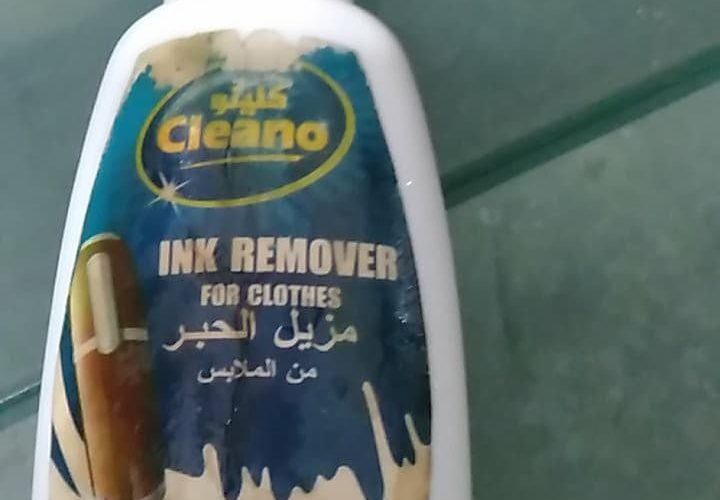 كلينو
Cleano
INK REMOVER
FOR CLOTHES
مزيل الحبر
من الملابس